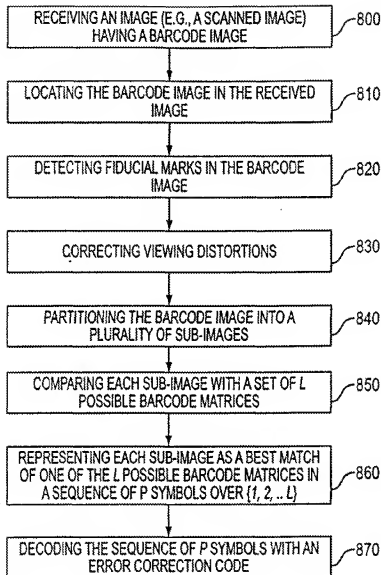 RECEIVING AN IMAGE (E.G., A SCANNED IMAGE) 800
HAVING A BARCODE IMAGE
LOCATING THE BARCODE IMAGE IN THE RECEIVED 810
IMAGE
DETECTING FIDUCIAL MARKS IN THE BARCODE 820
IMAGE
CORRECTING VIEWING DISTORTIONS 830
PARTITIONING THE BARCODE IMAGE INTO A 840
PLURALITY OF SUB-IMAGES
COMPARING EACH SUB-IMAGE WITH A SET OF L 850
POSSIBLE BARCODE MATRICES
REPRESENTING EACH SUB-IMAGE AS A BEST MATCH
OF ONE OF THE L POSSIBLE BARCODE MATRICES IN 860
A SEQUENCE OF P SYMBOLS OVER {1, 2, .. L}
DECODING THE SEQUENCE OF P SYMBOLS WITH AN 870
ERROR CORRECTION CODE